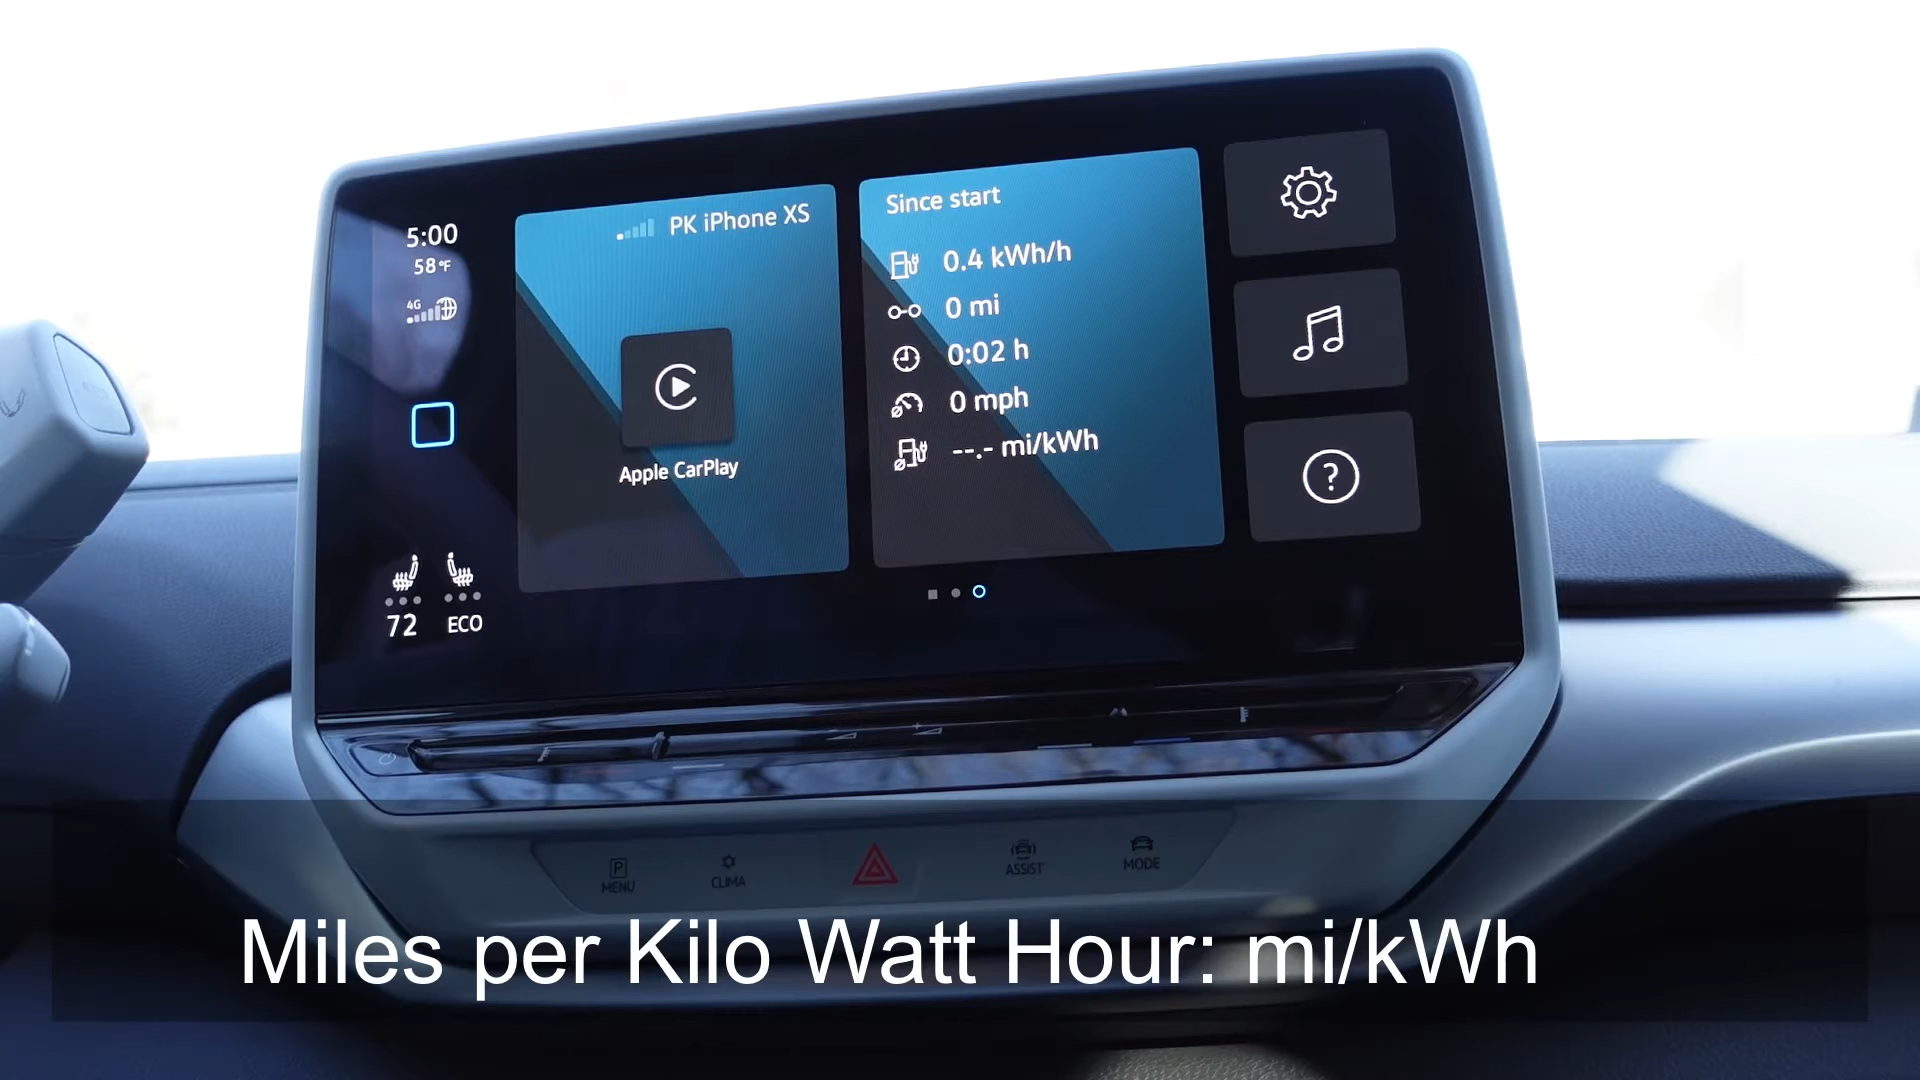 5:00
58°F
4G
PK iPhone XS
Apple CarPlay
Since start
0.4 kWh/h
0 mi
0:02 h
0 mph
--.- mi/kWh
?
72
ECO
P
MENU
CLIMA
ASSIST
MODE
Miles per Kilo Watt Hour: mi/kWh